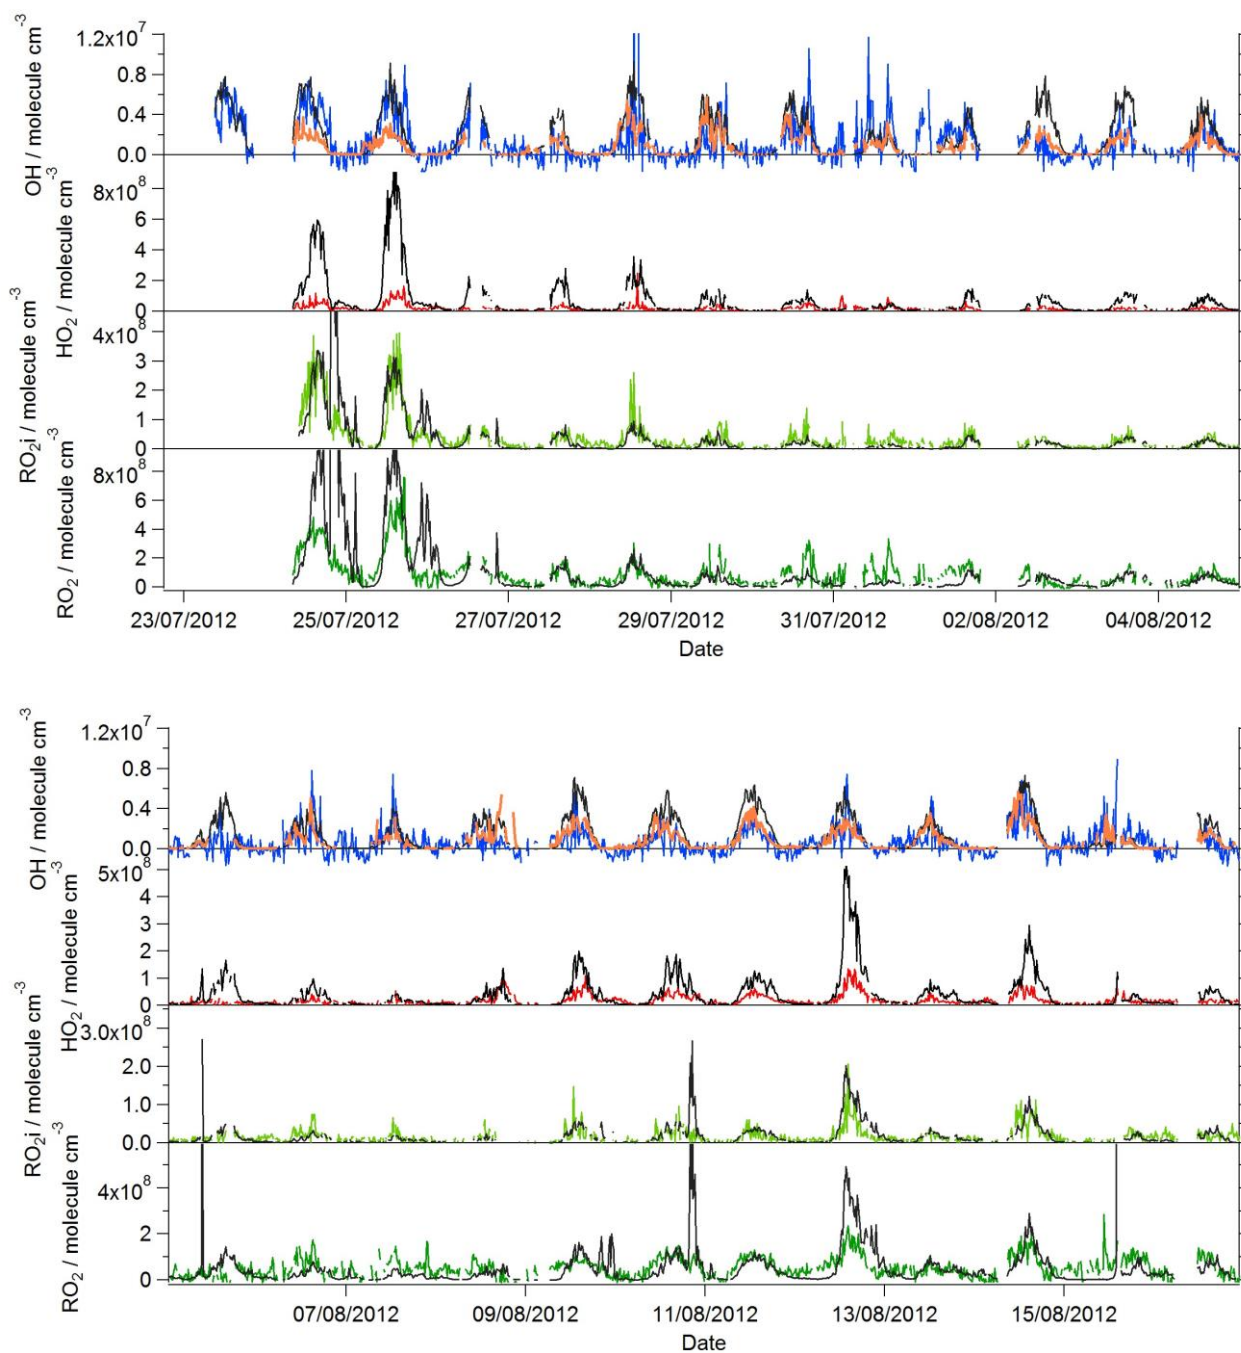 OH / molecule cm⁻³
1.2x10⁷
0.8
0.4
0.0
HO₂ / molecule cm⁻³
8x10⁸
6
4
2
0
RO₂i / molecule cm⁻³
4x10⁸
3
2
1
0
RO₂ / molecule cm⁻³
8x10⁸
6
4
2
0
23/07/2012 25/07/2012 27/07/2012 29/07/2012 31/07/2012 02/08/2012 04/08/2012
Date
OH / molecule cm⁻³
1.2x10⁷
0.8
0.4
0.0
HO₂ / molecule cm⁻³
5x10⁸
4
3
2
1
0
RO₂i / molecule cm⁻³
3.0x10⁸
2.0
1.0
0.0
RO₂ / molecule cm⁻³
4x10⁸
2
0
07/08/2012 09/08/2012 11/08/2012 13/08/2012 15/08/2012
Date